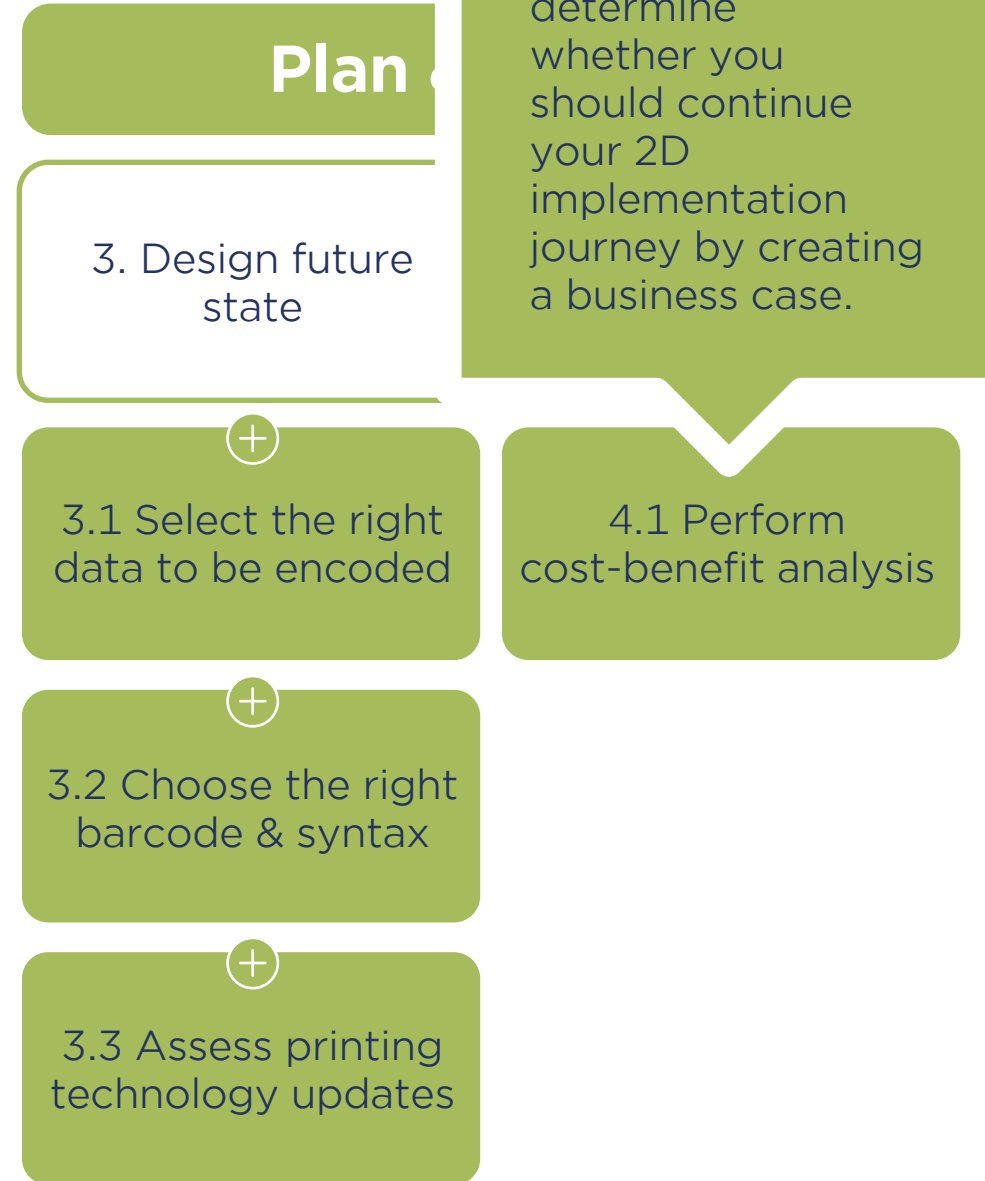 Plan
3. Design future
state
determine
whether you
should continue
your 2D
implementation
journey by creating
a business case.
3.1 Select the right
data to be encoded
4.1 Perform
cost-benefit analysis
3.2 Choose the right
barcode & syntax
3.3 Assess printing
technology updates